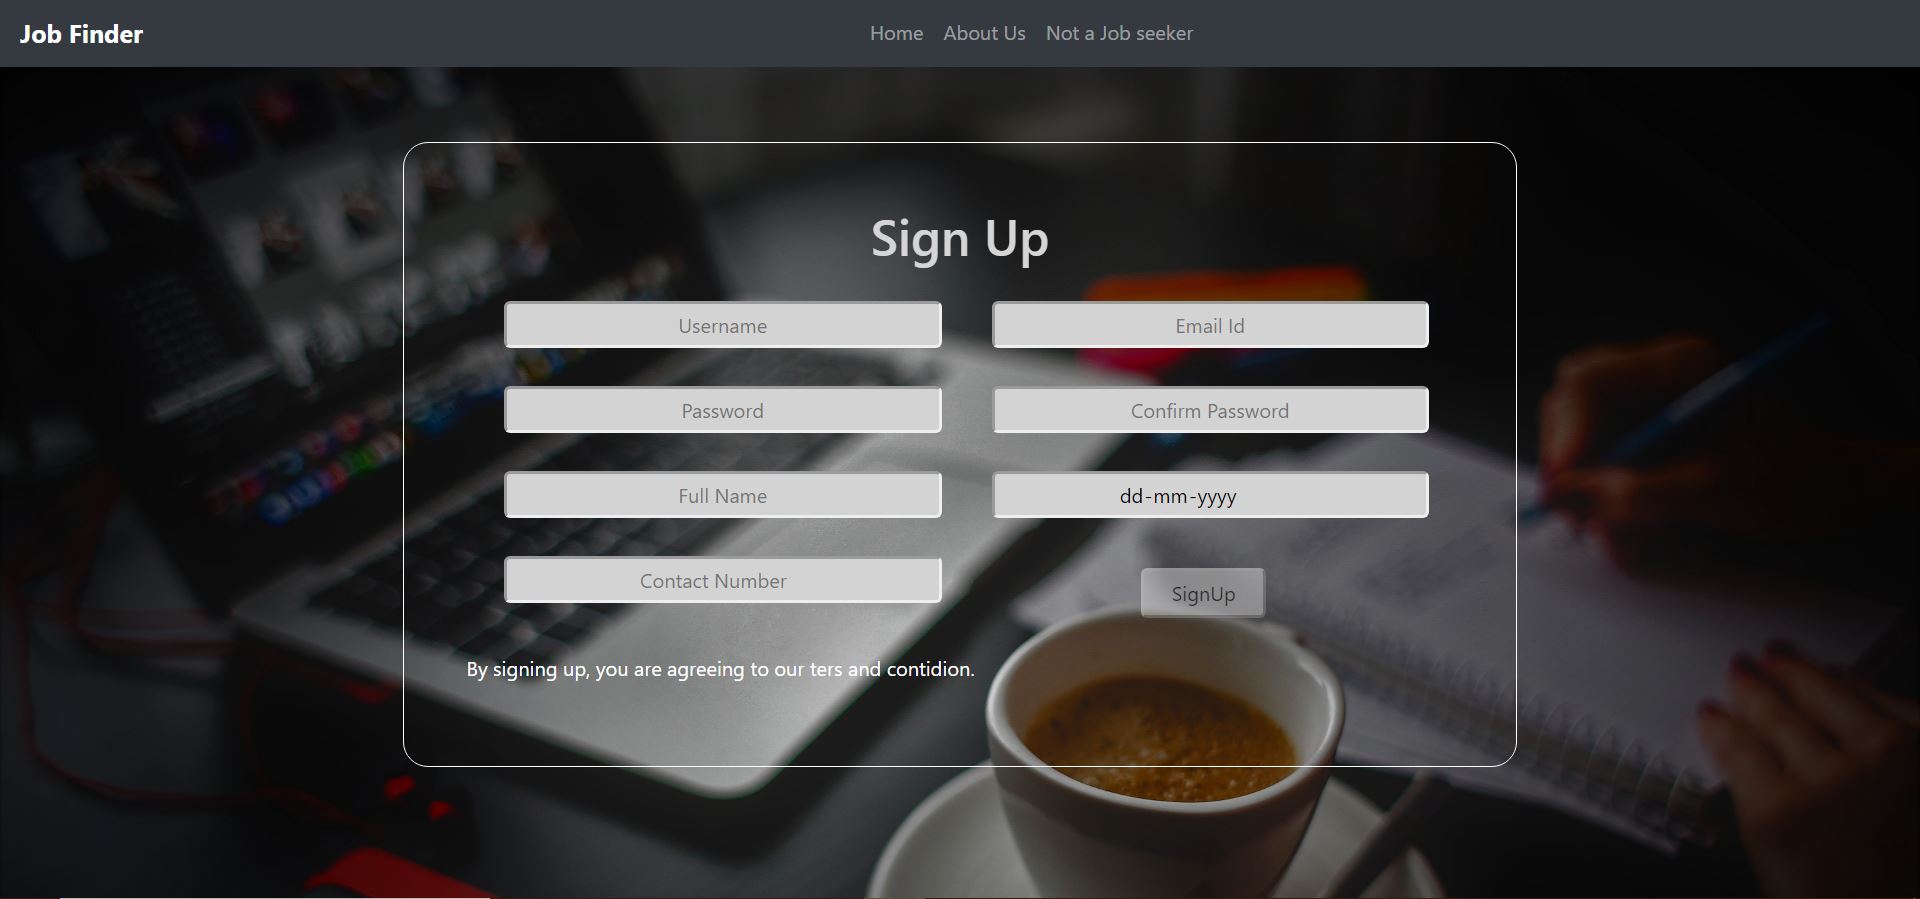 Job Finder
Home About Us Not a Job seeker
Sign Up
Username Email Id
Password Confirm Password
Full Name dd-mm-yyyy
Contact Number SignUp
By signing up, you are agreeing to our ters and contidion.